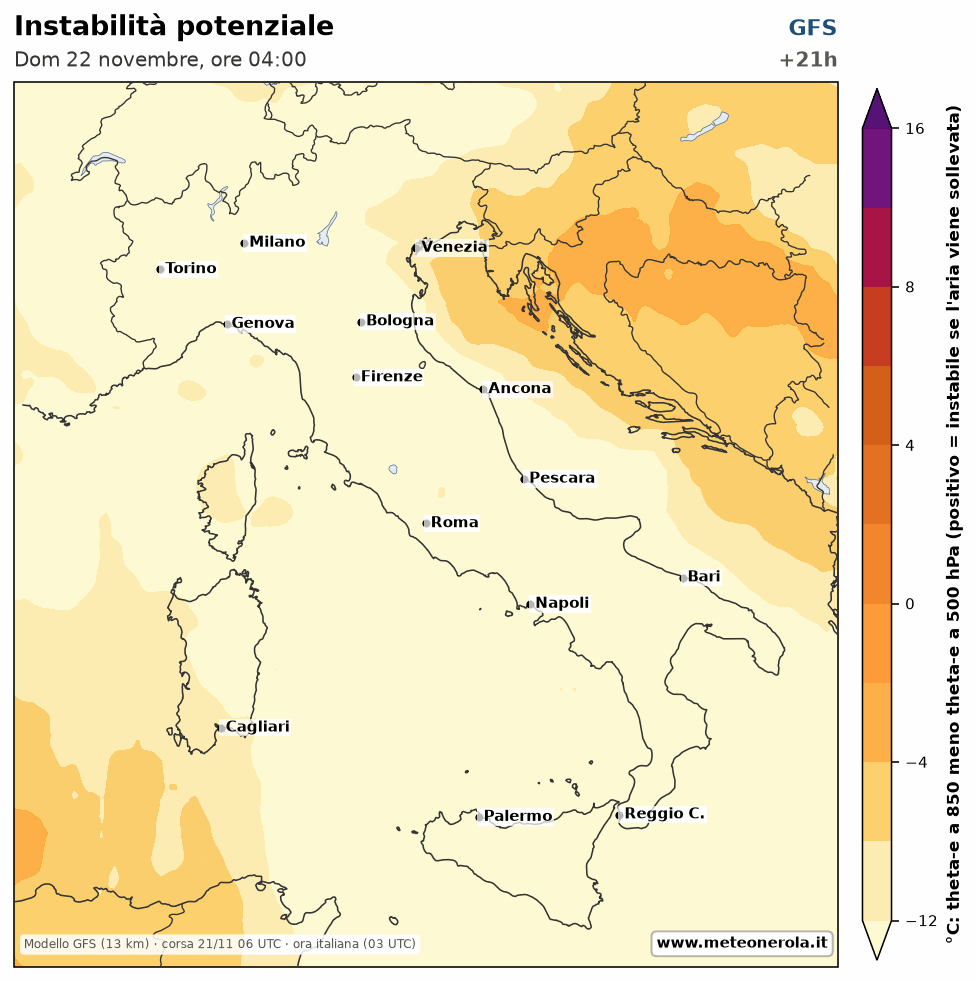 Instabilità potenziale
GFS
Dom 22 novembre, ore 04:00
+21h
16
8
4
0
−4
−12
°C: theta-e a 850 meno theta-e a 500 hPa (positivo = instabile se l'aria viene sollevata)
Milano
Venezia
Torino
Genova
Bologna
Firenze
Ancona
Pescara
Roma
Bari
Napoli
Cagliari
Palermo
Reggio C.
Modello GFS (13 km) · corsa 21/11 06 UTC · ora italiana (03 UTC)
www.meteonerola.it